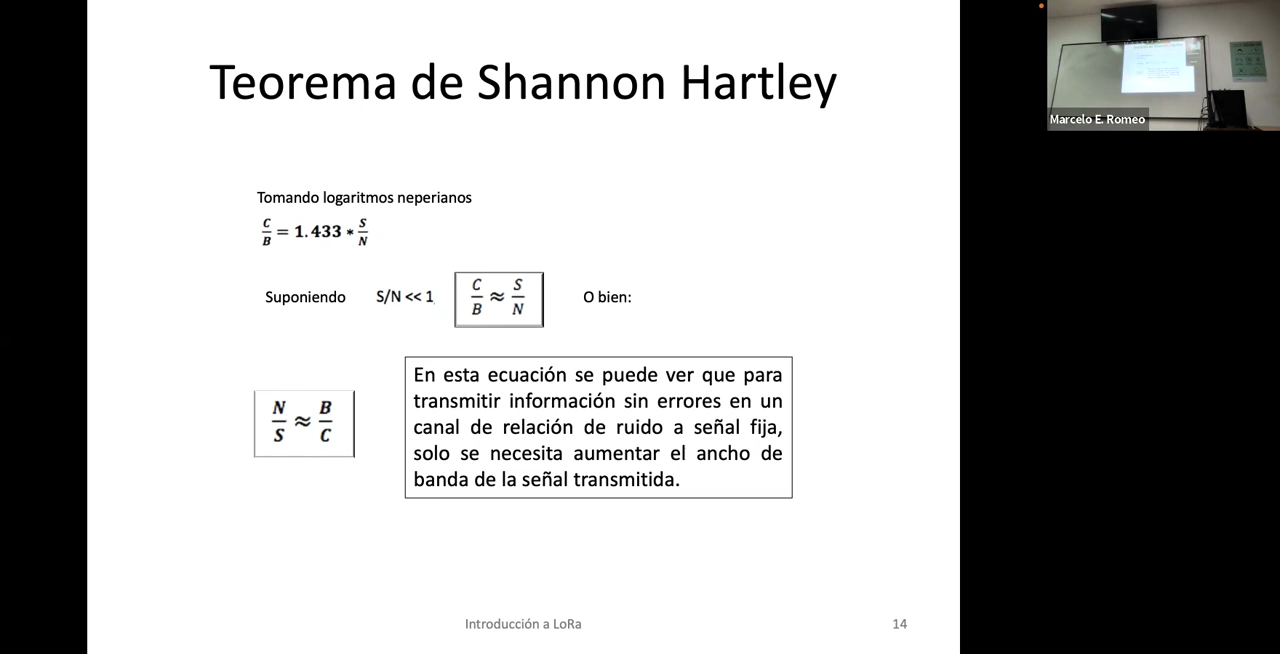 Teorema de Shannon Hartley
Marcelo E. Romeo
Tomando logaritmos neperianos
C/B = 1.433 * S/N
Suponiendo S/N << 1 C/B ≈ S/N O bien:
N/S ≈ B/C
En esta ecuación se puede ver que para
transmitir información sin errores en un
canal de relación de ruido a señal fija,
solo se necesita aumentar el ancho de
banda de la señal transmitida.
Introducción a LoRa 14